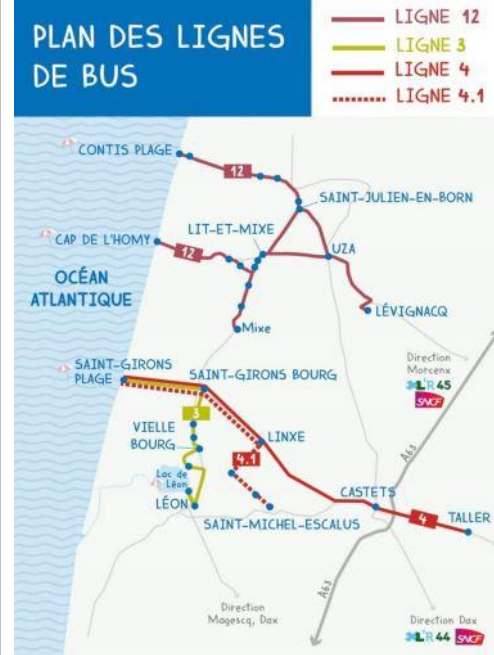 PLAN DES LIGNES
DE BUS
LIGNE 12
LIGNE 3
LIGNE 4
LIGNE 4.1
CONTIS PLAGE
12
SAINT-JULIEN-EN-BORN
LIT-ET-MIXE
CAP DE L'HOMY
12
UZA
OCÉAN
ATLANTIQUE
LÉVIGNACQ
Mixe
Direction
Morcenx
L'R 45
SNCF
SAINT-GIRONS
PLAGE
SAINT-GIRONS BOURG
3
VIELLE
BOURG
LINXE
A63
4.1
Lac de
Léon
LÉON
CASTETS
4
TALLER
SAINT-MICHEL-ESCALUS
A63
Direction
Magescq, Dax
Direction Dax
L'R 44 SNCF